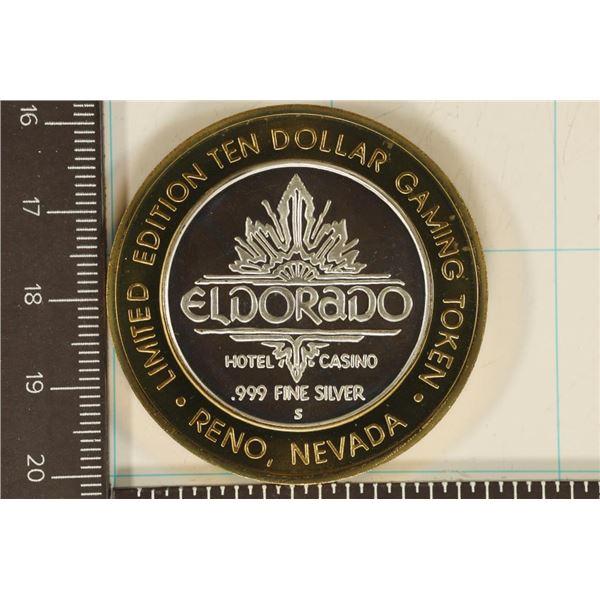 LIMITED EDITION TEN DOLLAR GAMING TOKEN
• RENO, NEVADA •
ELDORADO
HOTEL • CASINO
.999 FINE SILVER
S
16
17
18
19
20